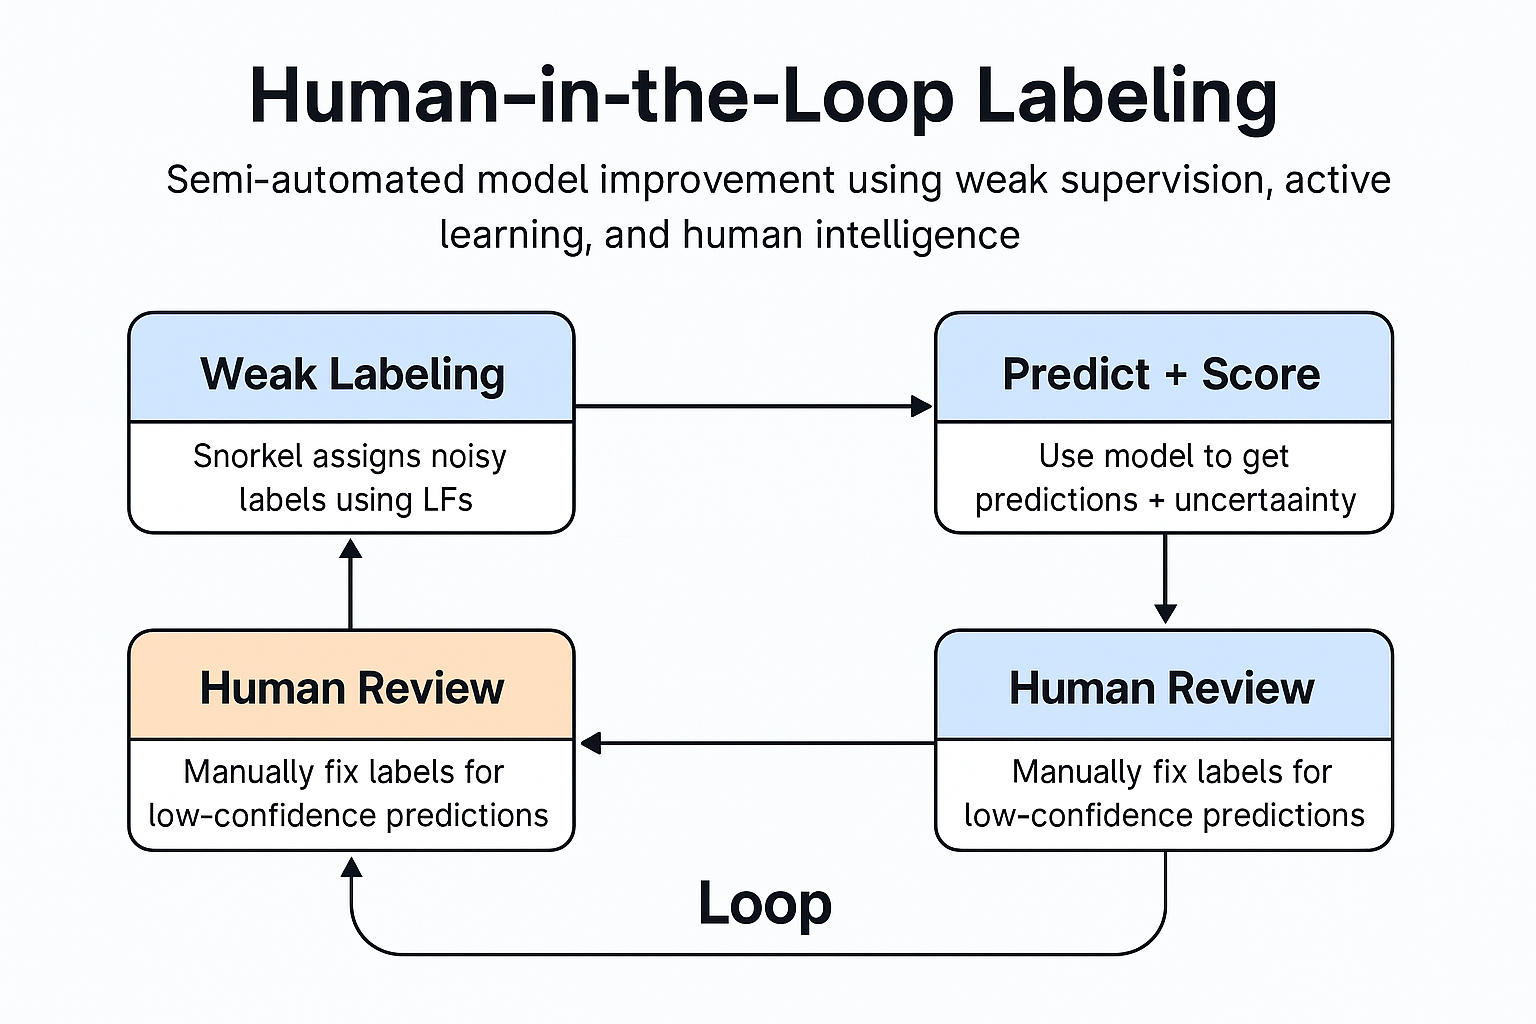 Human-in-the-Loop Labeling
Semi-automated model improvement using weak supervision, active
learning, and human intelligence
Weak Labeling
Snorkel assigns noisy
labels using LFs
Predict + Score
Use model to get
predictions + uncertaainty
Human Review
Manually fix labels for
low-confidence predictions
Human Review
Manually fix labels for
low-confidence predictions
Loop